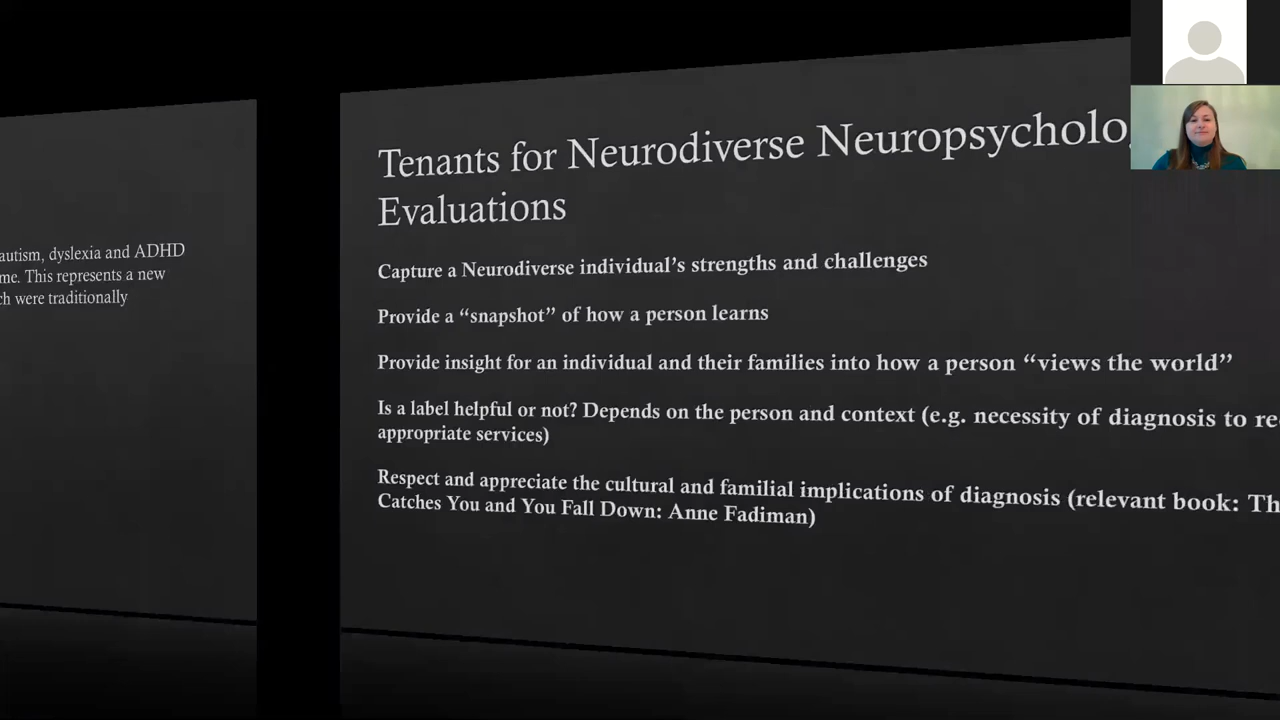 autism, dyslexia and ADHD
This represents a new
were traditionally
Tenants for Neurodiverse
Evaluations
Capture a Neurodiverse individual's strengths and challenges
Provide a “snapshot” of how a person learns
Provide insight for an individual and their families into how a person “views the world”
Is a label helpful or not? Depends on the person and context (e.g. necessity of diagnosis to
appropriate services)
Respect and appreciate the cultural and familial implications of diagnosis (relevant book:
Catches You and You Fall Down: Anne Fadiman)